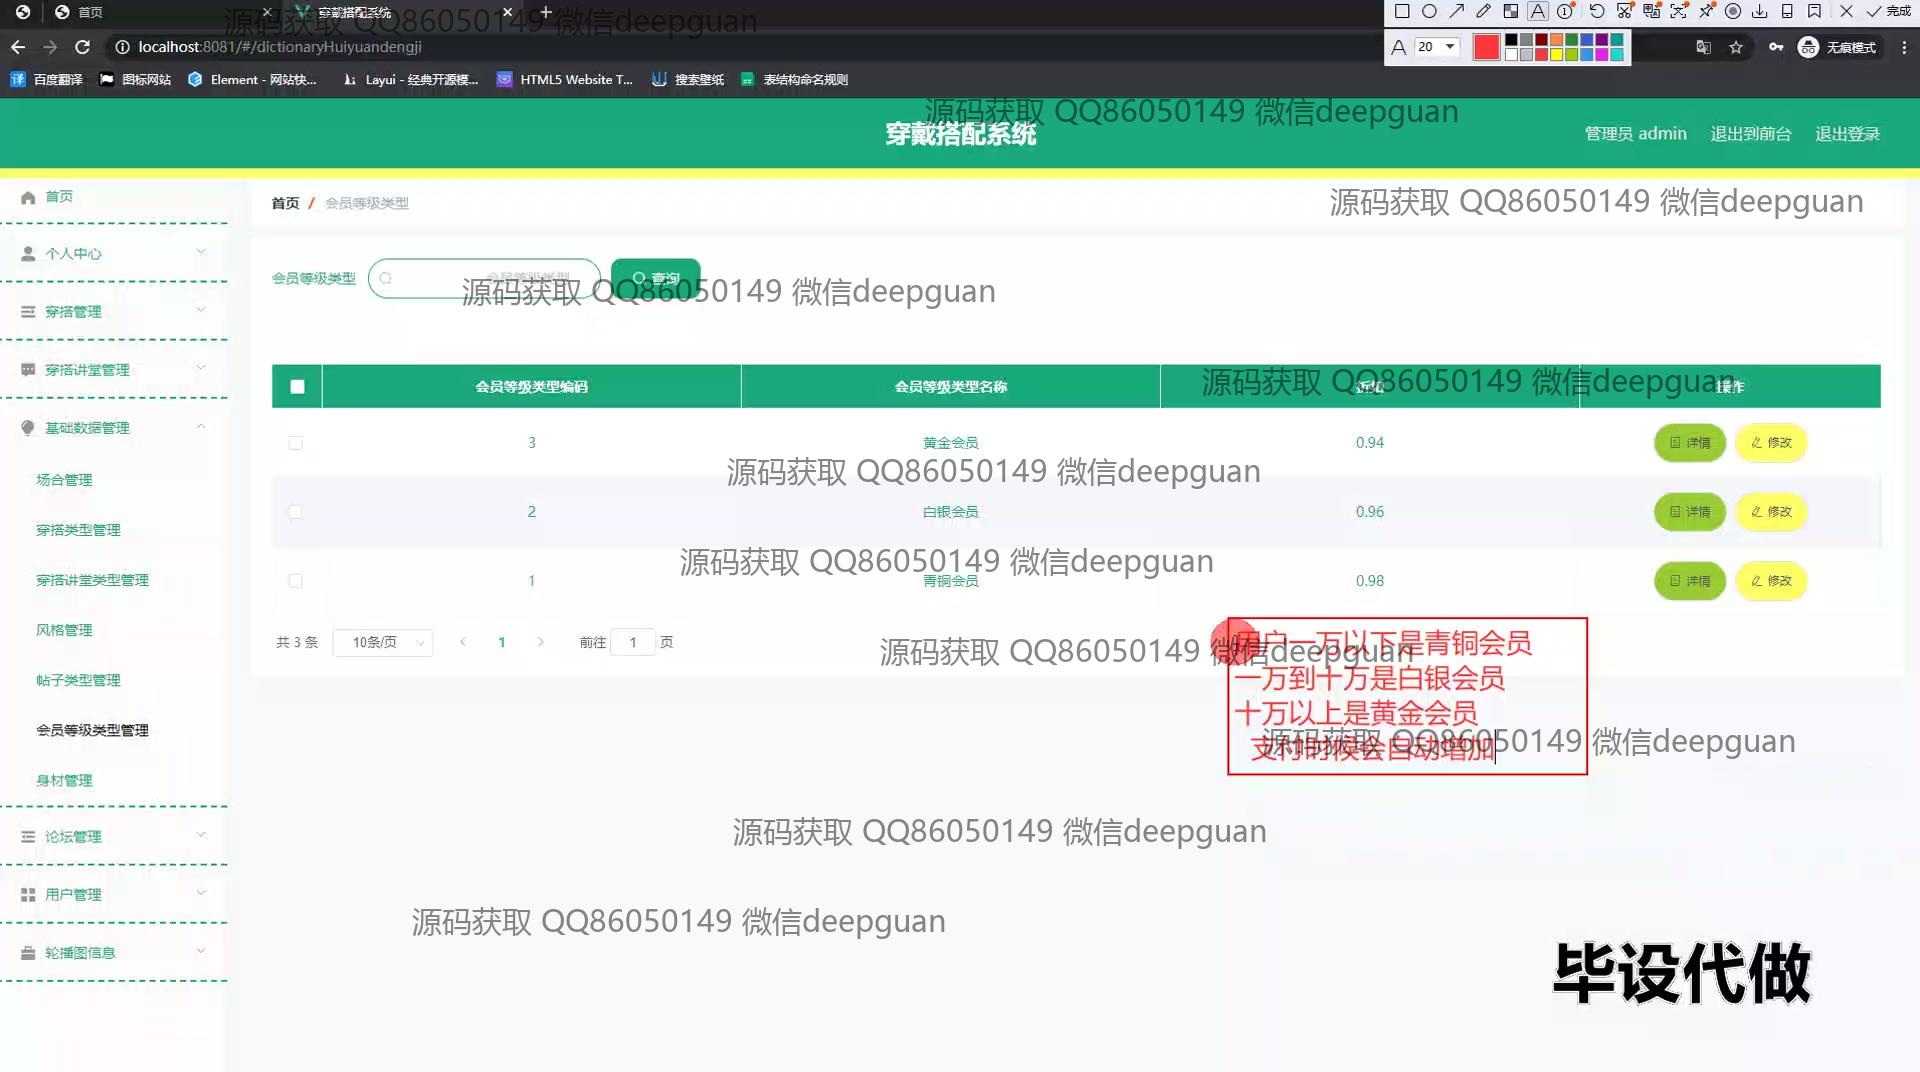 首页
穿戴搭配系统
20
完成
localhost:8081/#/dictionaryHuiyuandengji
无痕模式
百度翻译
图标网站
Element - 网站快...
Layui - 经典开源模...
HTML5 Website T...
搜索壁纸
表结构命名规则
源码获取 QQ86050149 微信deepguan
源码获取 QQ86050149 微信deepguan
穿戴搭配系统
管理员 admin
退出到前台
退出登录
首页
首页 / 会员等级类型
源码获取 QQ86050149 微信deepguan
个人中心
会员等级类型
会员等级类型
查询
源码获取 QQ86050149 微信deepguan
穿搭管理
穿搭讲堂管理
会员等级类型编码
会员等级类型名称
操作
源码获取 QQ86050149 微信deepguan
基础数据管理
3
黄金会员
0.94
详情
修改
源码获取 QQ86050149 微信deepguan
场合管理
2
白银会员
0.96
详情
修改
穿搭类型管理
源码获取 QQ86050149 微信deepguan
穿搭讲堂类型管理
1
青铜会员
0.98
详情
修改
风格管理
共 3 条
10条/页
1
前往 1 页
源码获取 QQ86050149 微信deepguan
用户一万以下是青铜会员
一万到十万是白银会员
十万以上是黄金会员
支付时候会自动增加
帖子类型管理
会员等级类型管理
源码获取 QQ86050149 微信deepguan
身材管理
论坛管理
源码获取 QQ86050149 微信deepguan
用户管理
源码获取 QQ86050149 微信deepguan
轮播图信息
毕设代做